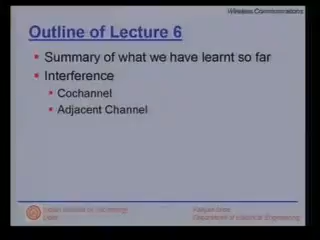 Wireless Communications
Outline of Lecture 6
Summary of what we have learnt so far
Interference
Cochannel
Adjacent Channel
Indian Institute of Technology
Delhi
Department of Electrical Engineering